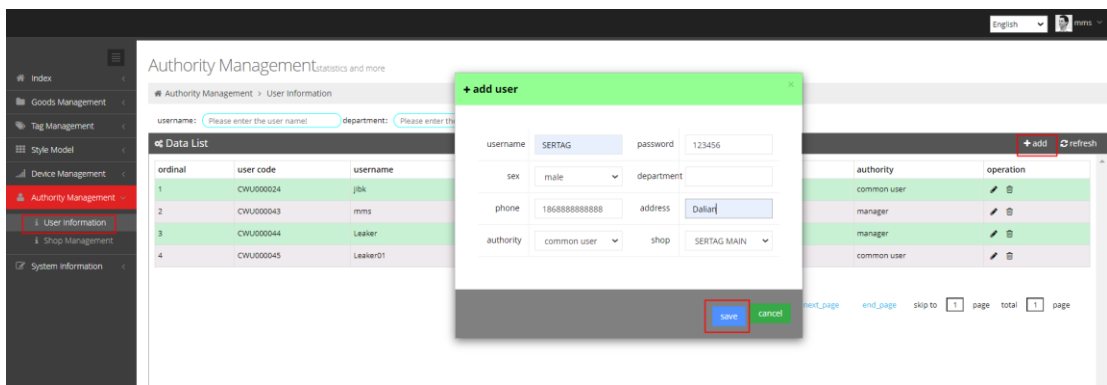 English
mms
Index
Goods Management
Tag Management
Style Model
Device Management
Authority Management
User Information
Shop Management
System Information
Authority Management statistics and more
Authority Management > User Information
username: Please enter the user name! department: Please enter the
Data List
+ add refresh
ordinal user code username authority operation
1 CWU000024 jlbk common user
2 CWU000043 mms manager
3 CWU000044 Leaker manager
4 CWU000045 Leaker01 common user
next_page end_page skip to 1 page total 1 page
+ add user ×
username SERTAG password 123456
sex male department
phone 1868888888888 address Dalian
authority common user shop SERTAG MAIN
save cancel